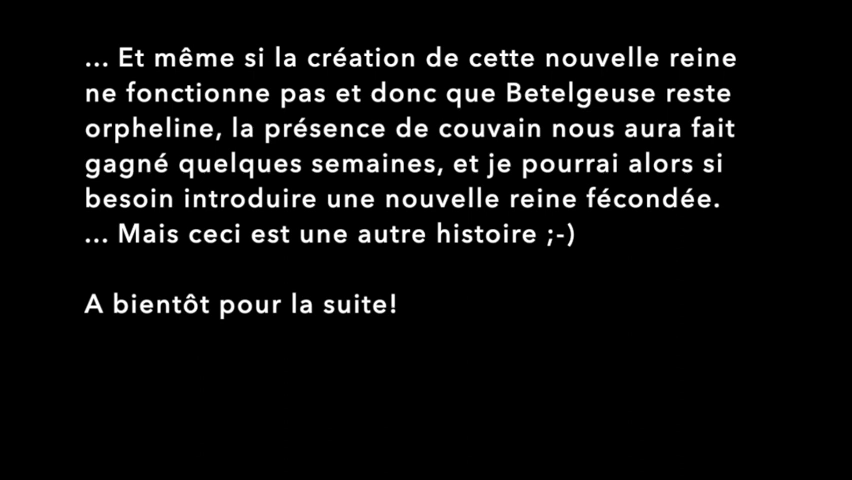 ... Et même si la création de cette nouvelle reine
ne fonctionne pas et donc que Betelgeuse reste
orpheline, la présence de couvain nous aura fait
gagné quelques semaines, et je pourrai alors si
besoin introduire une nouvelle reine fécondée.
... Mais ceci est une autre histoire ;-)
A bientôt pour la suite!